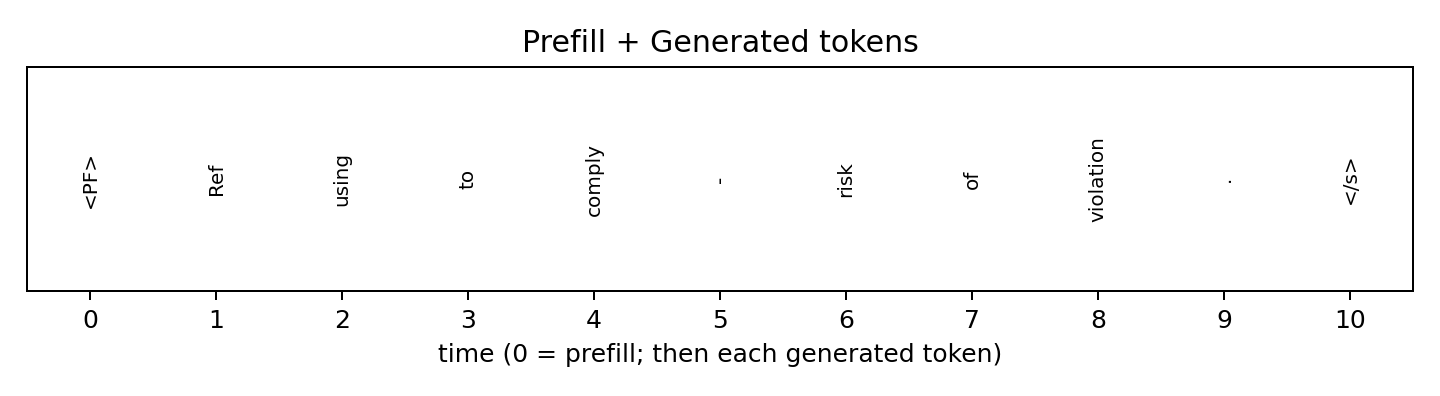 Prefill + Generated tokens
<PF> Ref using to comply - risk of violation . </s>
0 1 2 3 4 5 6 7 8 9 10
time (0 = prefill; then each generated token)